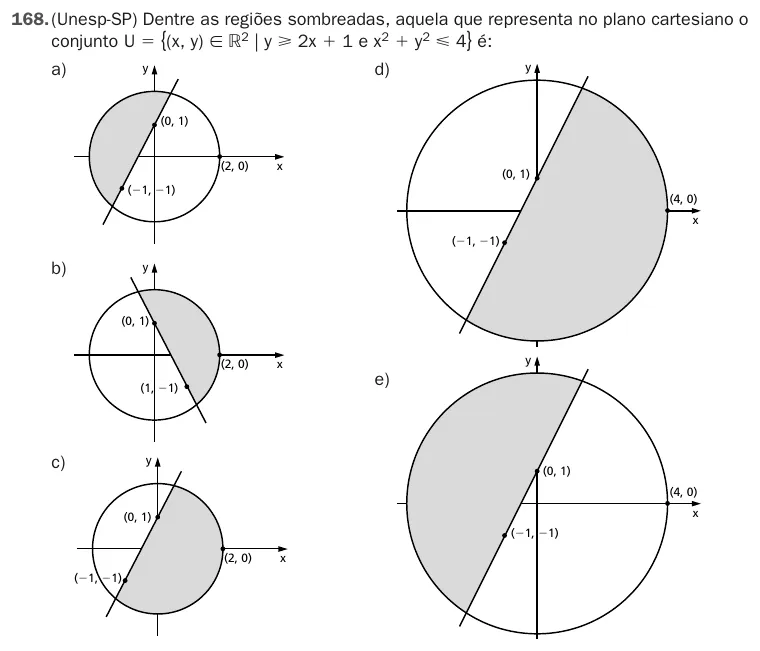 168. (Unesp-SP) Dentre as regiões sombreadas, aquela que representa no plano cartesiano o
conjunto U = {(x, y) ∈ ℝ² | y ⩾ 2x + 1 e x² + y² ⩽ 4} é:
a)
y
(0, 1)
(2, 0)
x
(−1, −1)
b)
y
(0, 1)
(2, 0)
x
(1, −1)
c)
y
(0, 1)
(2, 0)
x
(−1, −1)
d)
y
(0, 1)
(4, 0)
x
(−1, −1)
e)
y
(0, 1)
(4, 0)
x
(−1, −1)